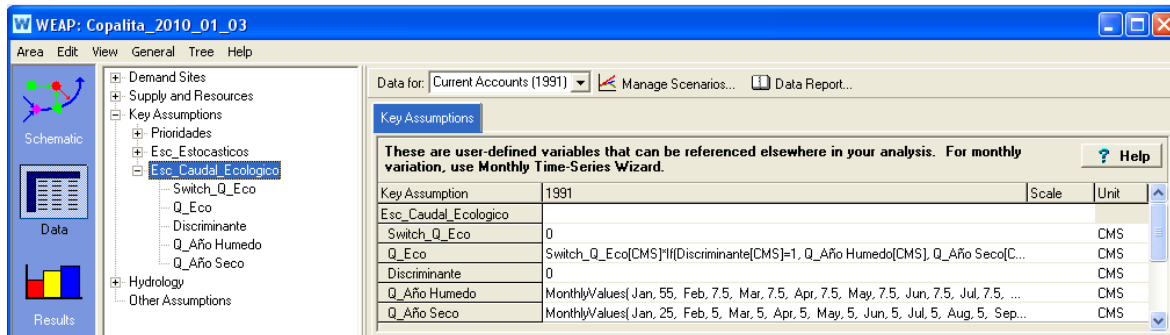 WEAP: Copalita_2010_01_03
Area Edit View General Tree Help
Schematic
Data
Results
Demand Sites
Supply and Resources
Key Assumptions
Prioridades
Esc_Estocasticos
Esc_Caudal_Ecologico
Switch_Q_Eco
Q_Eco
Discriminante
Q_Año Humedo
Q_Año Seco
Hydrology
Other Assumptions
Data for: Current Accounts (1991) Manage Scenarios... Data Report...
Key Assumptions
These are user-defined variables that can be referenced elsewhere in your analysis. For monthly
variation, use Monthly Time-Series Wizard.
? Help
Key Assumption 1991 Scale Unit
Esc_Caudal_Ecologico
Switch_Q_Eco 0 CMS
Q_Eco Switch_Q_Eco[CMS]*If(Discriminante[CMS]=1, Q_Año Humedo[CMS], Q_Año Seco[C... CMS
Discriminante 0 CMS
Q_Año Humedo MonthlyValues( Jan, 55, Feb, 7.5, Mar, 7.5, Apr, 7.5, May, 7.5, Jun, 7.5, Jul, 7.5, ... CMS
Q_Año Seco MonthlyValues( Jan, 25, Feb, 5, Mar, 5, Apr, 5, May, 5, Jun, 5, Jul, 5, Aug, 5, Sep... CMS